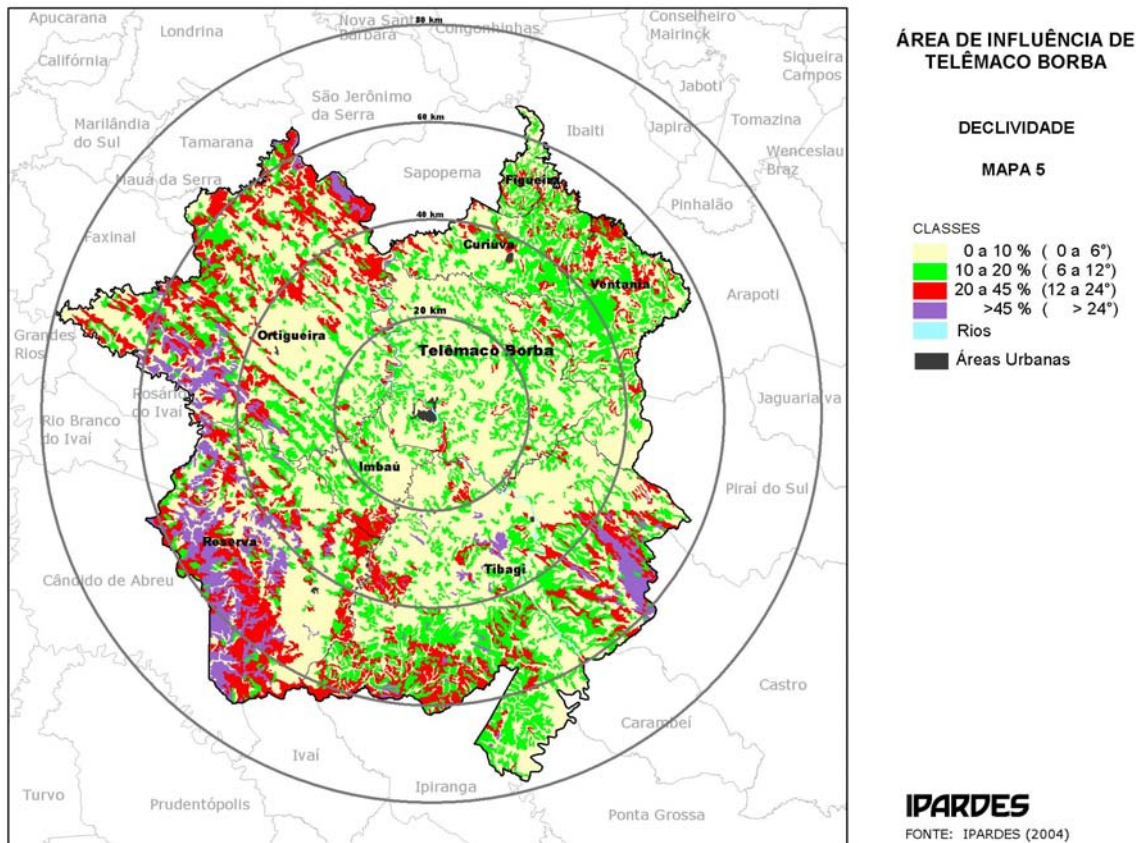 Apucarana
Londrina
Nova Santa
Bárbara
80 km
Congonhinhas
Conselheiro
Mairinck
Califórnia
Siqueira
Campos
São Jerônimo
da Serra
Jaboti
Marilândia
do Sul
Tamarana
60 km
Ibaiti
Japira
Tomazina
Mauá da Serra
Sapopema
Figueira
Wenceslau
Braz
Pinhalão
Faxinal
40 km
Curiúva
Ventania
Arapoti
20 km
Grandes
Rios
Ortigueira
Telêmaco Borba
Rosário
do Ivaí
Jaguariaíva
Rio Branco
do Ivaí
Imbaú
Piraí do Sul
Reserva
Cândido de Abreu
Tibagi
Castro
Carambeí
Ivaí
Ipiranga
Turvo
Prudentópolis
Ponta Grossa
ÁREA DE INFLUÊNCIA DE
TELÊMACO BORBA
DECLIVIDADE
MAPA 5
CLASSES
0 a 10 % ( 0 a 6°)
10 a 20 % ( 6 a 12°)
20 a 45 % (12 a 24°)
>45 % ( > 24°)
Rios
Áreas Urbanas
IPARDES
FONTE: IPARDES (2004)